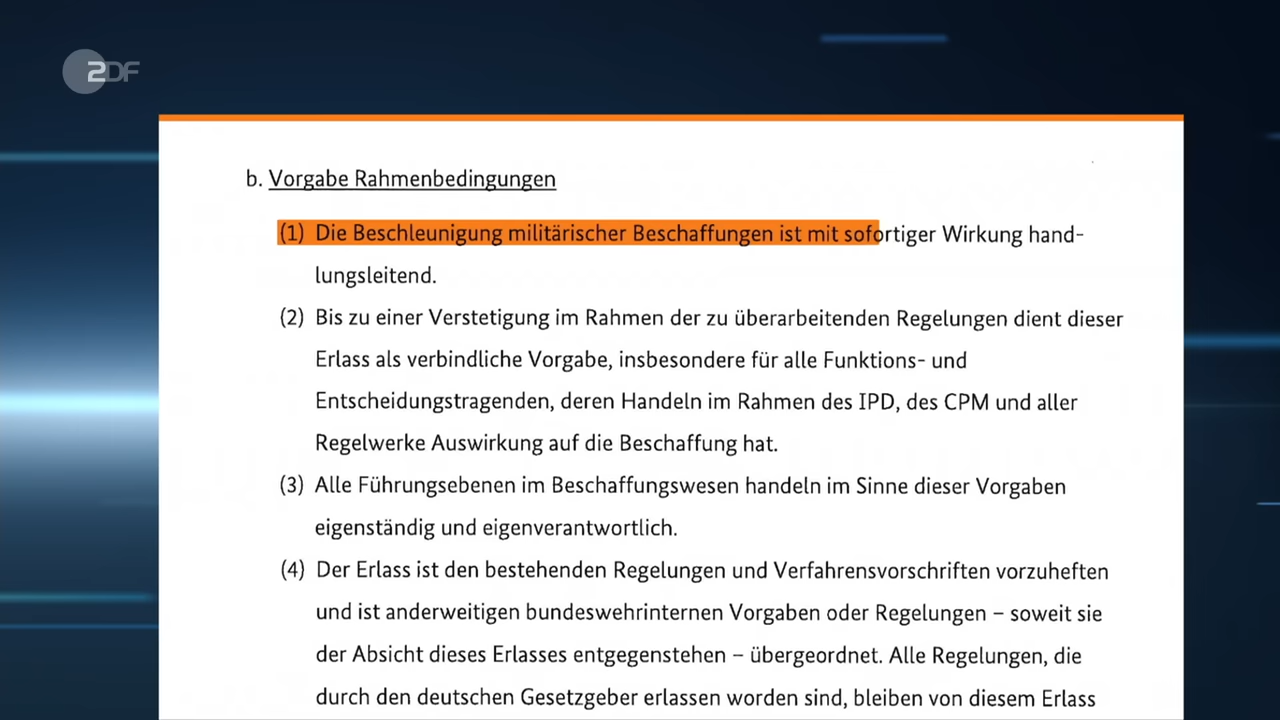 ZDF
b. Vorgabe Rahmenbedingungen
(1) Die Beschleunigung militärischer Beschaffungen ist mit sofortiger Wirkung hand-
lungsleitend.
(2) Bis zu einer Verstetigung im Rahmen der zu überarbeitenden Regelungen dient dieser
Erlass als verbindliche Vorgabe, insbesondere für alle Funktions- und
Entscheidungstragenden, deren Handeln im Rahmen des IPD, des CPM und aller
Regelwerke Auswirkung auf die Beschaffung hat.
(3) Alle Führungsebenen im Beschaffungswesen handeln im Sinne dieser Vorgaben
eigenständig und eigenverantwortlich.
(4) Der Erlass ist den bestehenden Regelungen und Verfahrensvorschriften vorzuheften
und ist anderweitigen bundeswehrinternen Vorgaben oder Regelungen – soweit sie
der Absicht dieses Erlasses entgegenstehen – übergeordnet. Alle Regelungen, die
durch den deutschen Gesetzgeber erlassen worden sind, bleiben von diesem Erlass